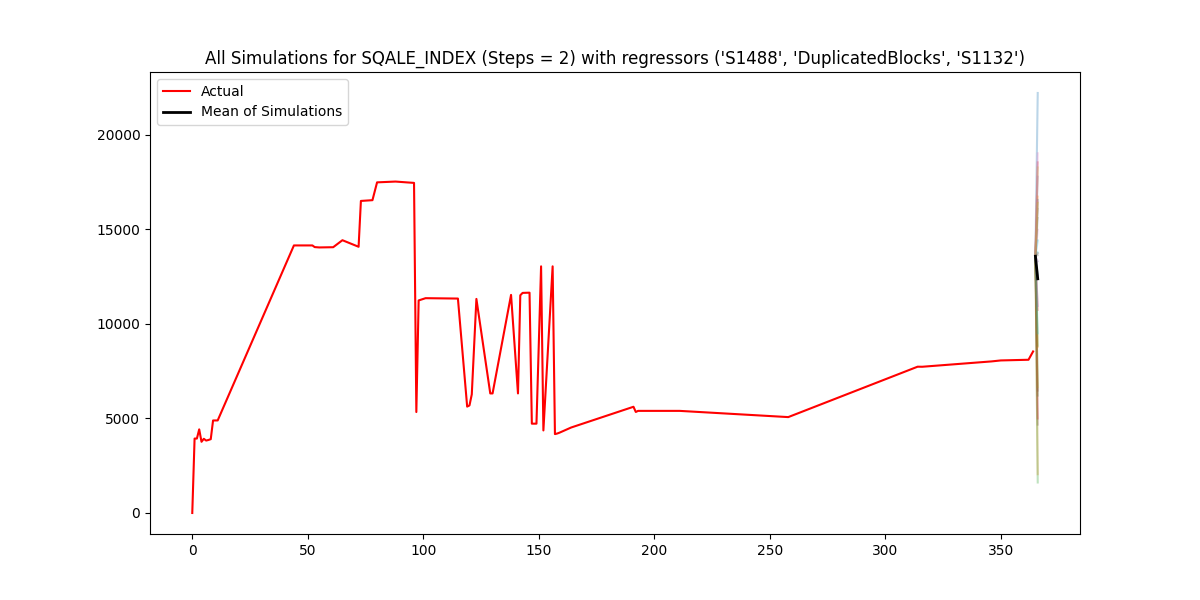 All Simulations for SQALE_INDEX (Steps = 2) with regressors ('S1488', 'DuplicatedBlocks', 'S1132')
Actual
Mean of Simulations
20000
15000
10000
5000
0
0 50 100 150 200 250 300 350